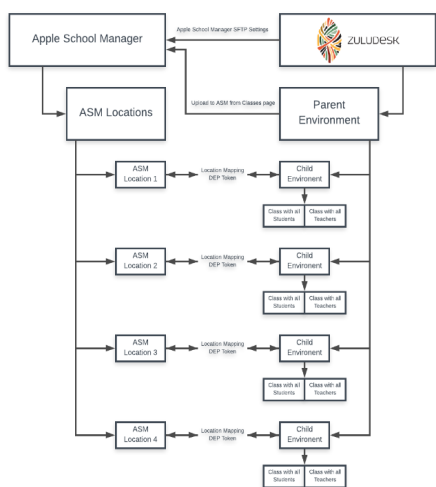 Apple School Manager
Apple School Manager SFTP Settings
ZULUDESK
Upload to ASM from Classes page
ASM Locations
Parent
Environment
ASM
Location 1
Location Mapping
DEP Token
Child
Environent
Class with all
Students
Class with all
Teachers
ASM
Location 2
Location Mapping
DEP Token
Child
Environent
Class with all
Students
Class with all
Teachers
ASM
Location 3
Location Mapping
DEP Token
Child
Environent
Class with all
Students
Class with all
Teachers
ASM
Location 4
Location Mapping
DEP Token
Child
Environent
Class with all
Students
Class with all
Teachers